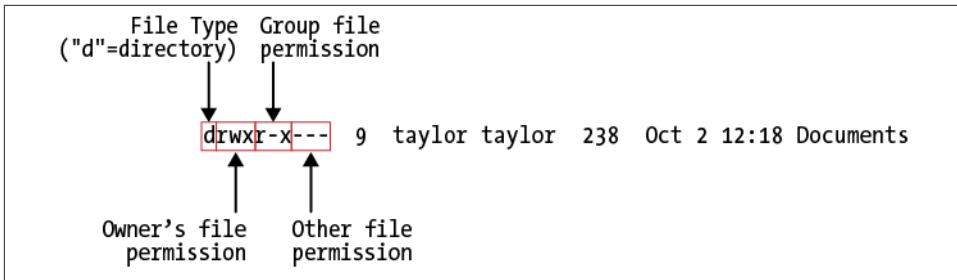 File Type
("d"=directory)
Group file
permission
drwxr-x--- 9 taylor taylor 238 Oct 2 12:18 Documents
Owner’s file
permission
Other file
permission